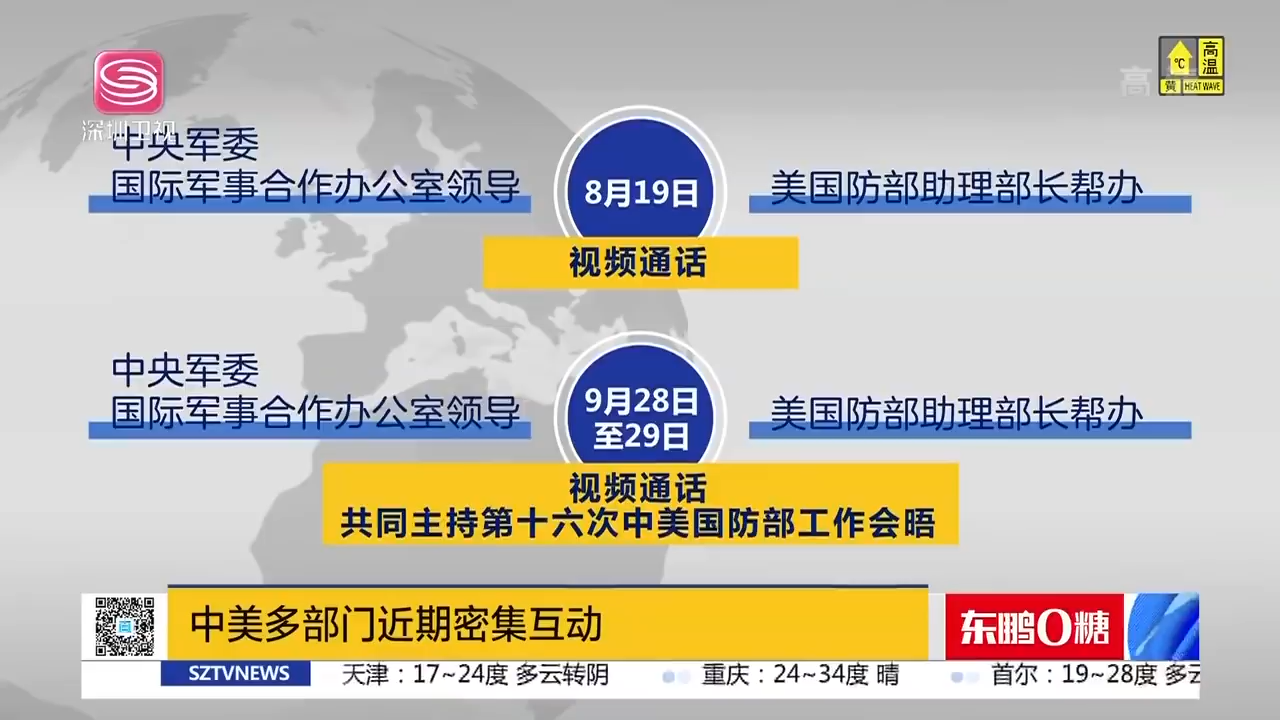 深圳卫视
高
℃
高温
黄 HEAT WAVE
中央军委
国际军事合作办公室领导
8月19日
美国防部助理部长帮办
视频通话
中央军委
国际军事合作办公室领导
9月28日
至29日
美国防部助理部长帮办
视频通话
共同主持第十六次中美国防部工作会晤
中美多部门近期密集互动
东鹏0糖
SZTVNEWS
天津：17~24度 多云转阴
重庆：24~34度 晴
首尔：19~28度 多云